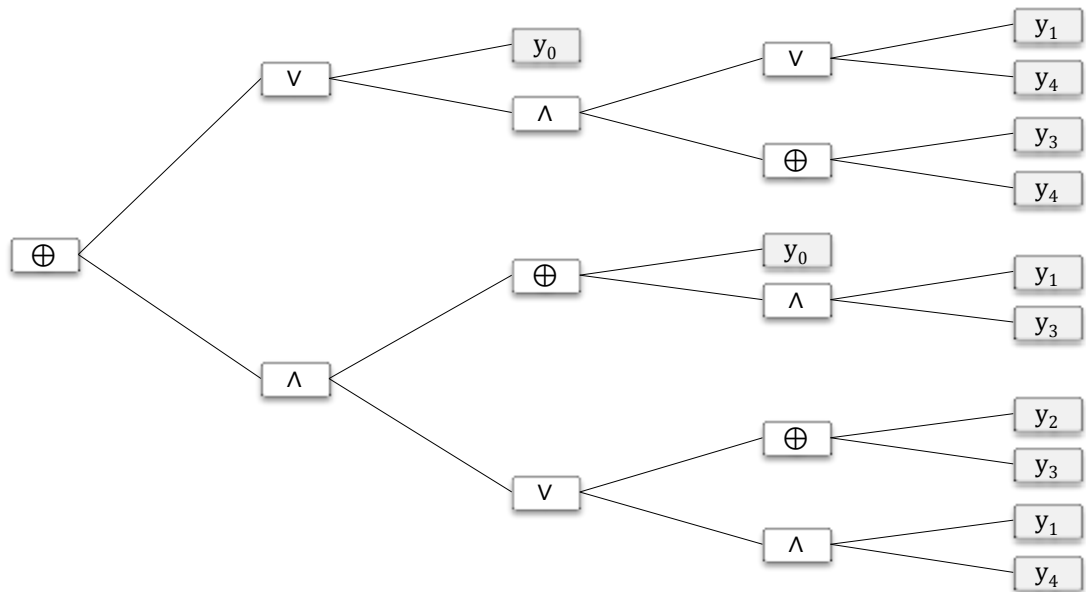 y₁
∨ y₀ ∨
y₄
∧
y₃
⊕
y₄
⊕ ⊕ y₀
y₁
∧
y₃
∧
y₂
⊕
y₃
∨
y₁
∧
y₄